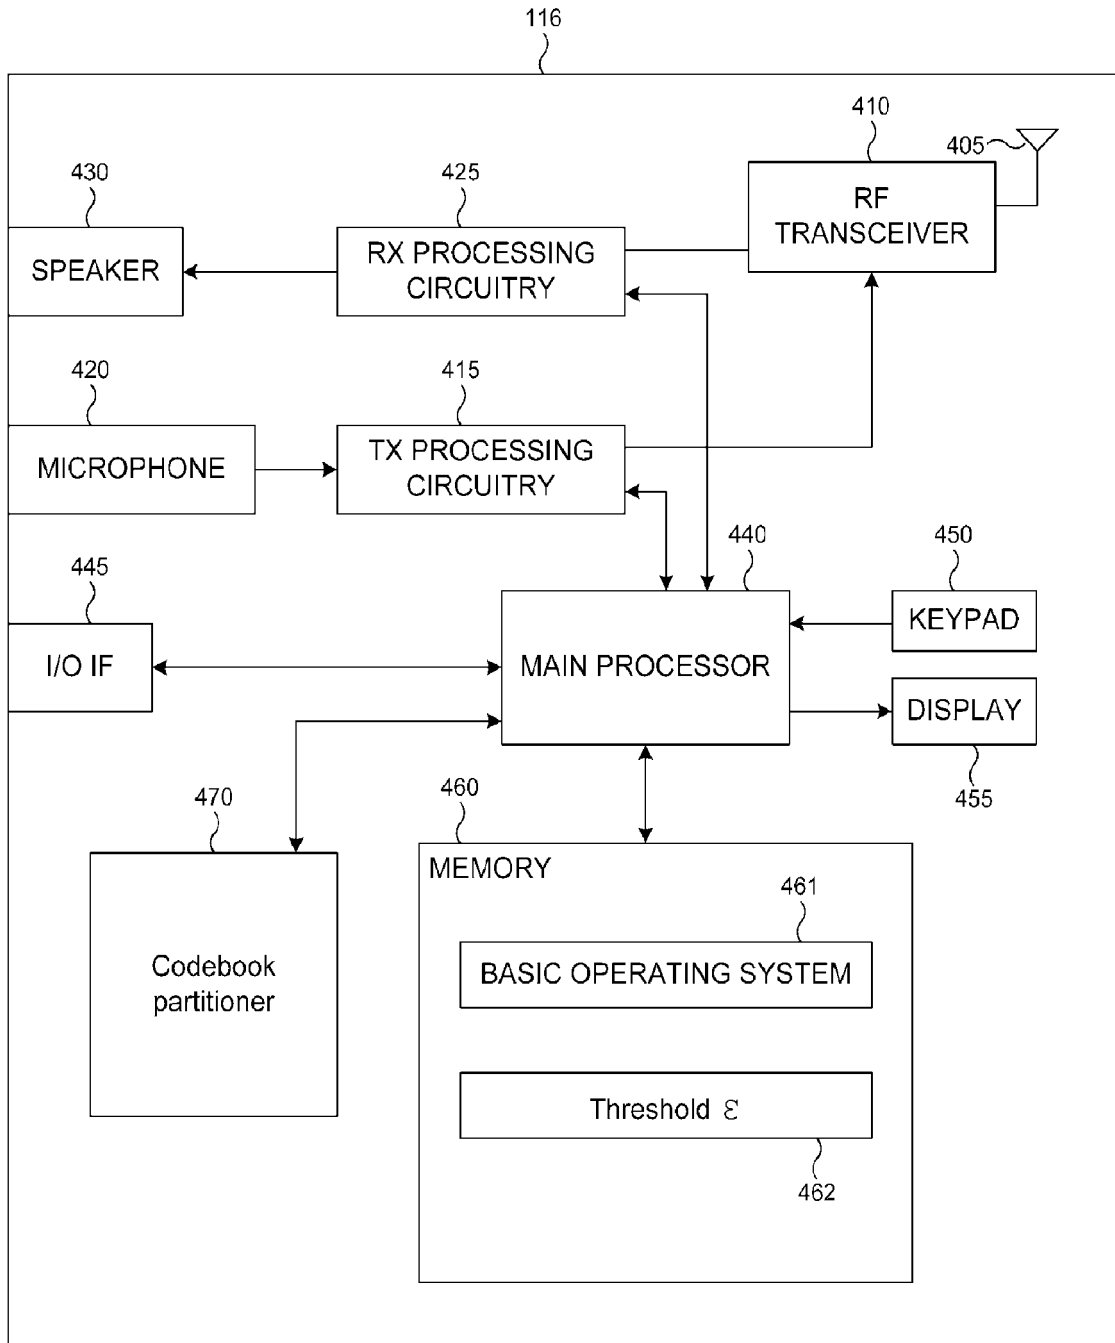 116
410
405
430
425
RF
TRANSCEIVER
SPEAKER
RX PROCESSING
CIRCUITRY
420
415
MICROPHONE
TX PROCESSING
CIRCUITRY
445
440
450
I/O IF
MAIN PROCESSOR
KEYPAD
DISPLAY
455
470
460
MEMORY
461
Codebook
partitioner
BASIC OPERATING SYSTEM
Threshold ε
462